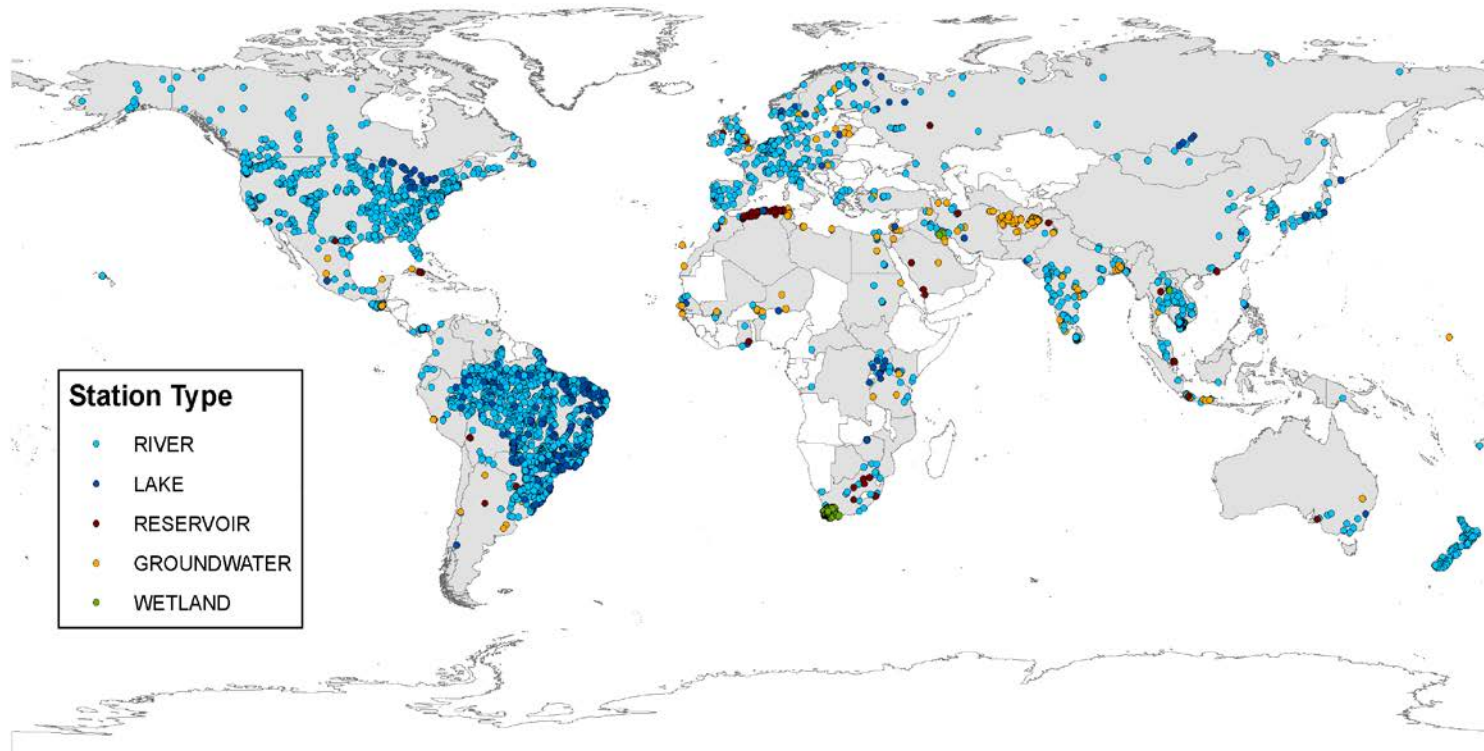 Station Type
RIVER
LAKE
RESERVOIR
GROUNDWATER
WETLAND